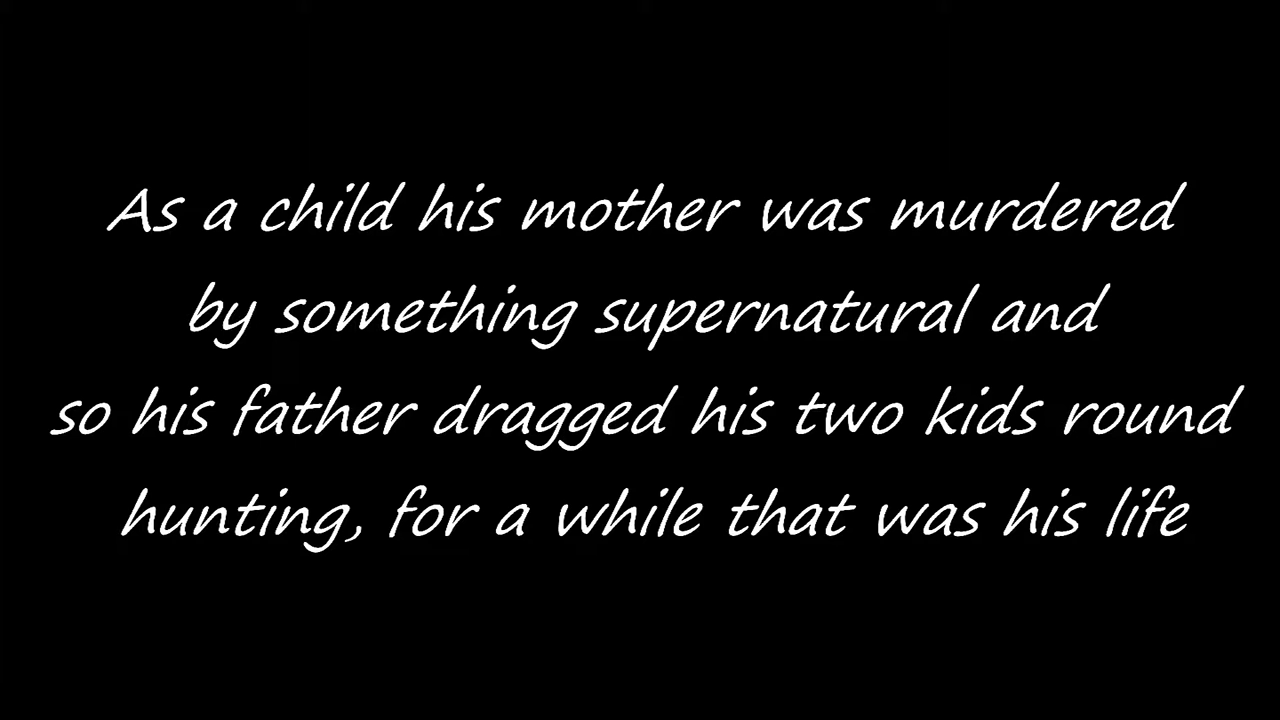 As a child his mother was murdered
by something supernatural and
so his father dragged his two kids round
hunting, for a while that was his life